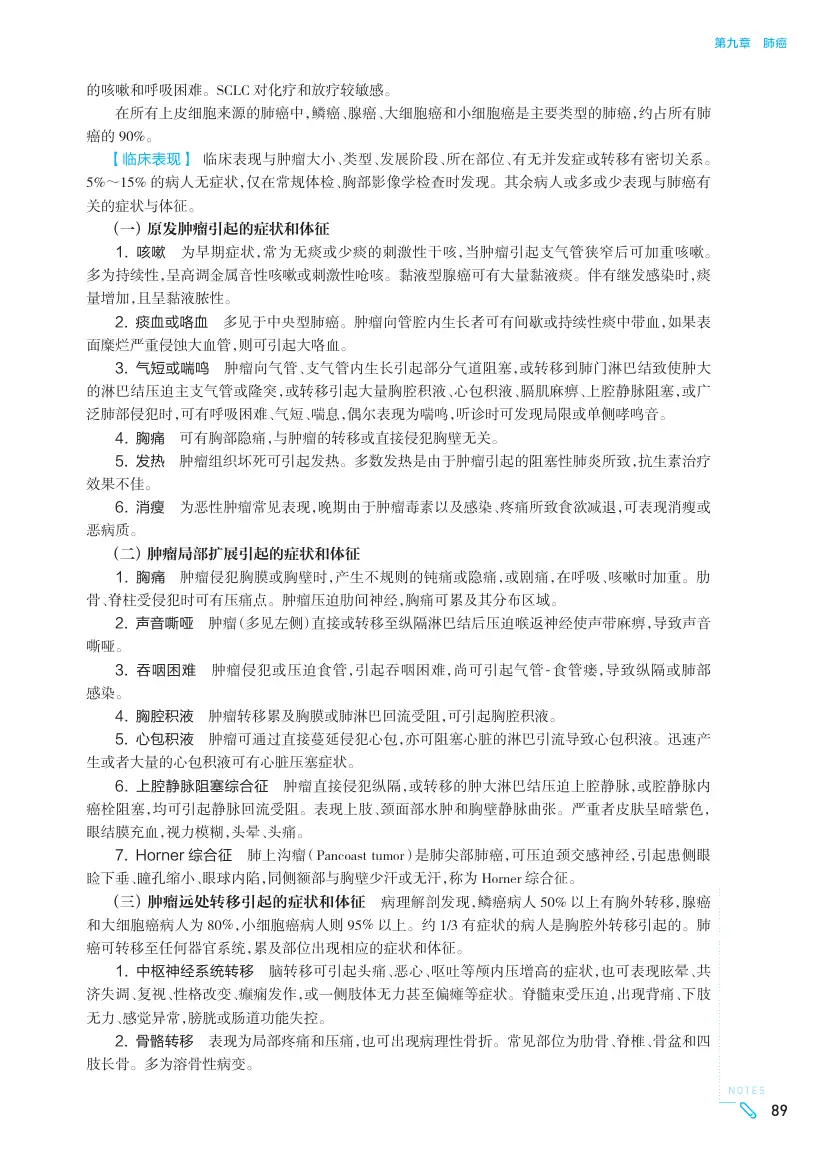 第九章 肺癌
的咳嗽和呼吸困难。SCLC 对化疗和放疗较敏感。
在所有上皮细胞来源的肺癌中,鳞癌、腺癌、大细胞癌和小细胞癌是主要类型的肺癌,约占所有肺
癌的 90%。
【临床表现】 临床表现与肿瘤大小、类型、发展阶段、所在部位、有无并发症或转移有密切关系。
5%～15% 的病人无症状,仅在常规体检、胸部影像学检查时发现。其余病人或多或少表现与肺癌有
关的症状与体征。
(一) 原发肿瘤引起的症状和体征
1. 咳嗽 为早期症状,常为无痰或少痰的刺激性干咳,当肿瘤引起支气管狭窄后可加重咳嗽。
多为持续性,呈高调金属音性咳嗽或刺激性呛咳。黏液型腺癌可有大量黏液痰。伴有继发感染时,痰
量增加,且呈黏液脓性。
2. 痰血或咯血 多见于中央型肺癌。肿瘤向管腔内生长者可有间歇或持续性痰中带血,如果表
面糜烂严重侵蚀大血管,则可引起大咯血。
3. 气短或喘鸣 肿瘤向气管、支气管内生长引起部分气道阻塞,或转移到肺门淋巴结致使肿大
的淋巴结压迫主支气管或隆突,或转移引起大量胸腔积液、心包积液、膈肌麻痹、上腔静脉阻塞,或广
泛肺部侵犯时,可有呼吸困难、气短、喘息,偶尔表现为喘鸣,听诊时可发现局限或单侧哮鸣音。
4. 胸痛 可有胸部隐痛,与肿瘤的转移或直接侵犯胸壁无关。
5. 发热 肿瘤组织坏死可引起发热。多数发热是由于肿瘤引起的阻塞性肺炎所致,抗生素治疗
效果不佳。
6. 消瘦 为恶性肿瘤常见表现,晚期由于肿瘤毒素以及感染、疼痛所致食欲减退,可表现消瘦或
恶病质。
(二) 肿瘤局部扩展引起的症状和体征
1. 胸痛 肿瘤侵犯胸膜或胸壁时,产生不规则的钝痛或隐痛,或剧痛,在呼吸、咳嗽时加重。肋
骨、脊柱受侵犯时可有压痛点。肿瘤压迫肋间神经,胸痛可累及其分布区域。
2. 声音嘶哑 肿瘤(多见左侧)直接或转移至纵隔淋巴结后压迫喉返神经使声带麻痹,导致声音
嘶哑。
3. 吞咽困难 肿瘤侵犯或压迫食管,引起吞咽困难,尚可引起气管-食管瘘,导致纵隔或肺部
感染。
4. 胸腔积液 肿瘤转移累及胸膜或肺淋巴回流受阻,可引起胸腔积液。
5. 心包积液 肿瘤可通过直接蔓延侵犯心包,亦可阻塞心脏的淋巴引流导致心包积液。迅速产
生或者大量的心包积液可有心脏压塞症状。
6. 上腔静脉阻塞综合征 肿瘤直接侵犯纵隔,或转移的肿大淋巴结压迫上腔静脉,或腔静脉内
癌栓阻塞,均可引起静脉回流受阻。表现上肢、颈面部水肿和胸壁静脉曲张。严重者皮肤呈暗紫色,
眼结膜充血,视力模糊,头晕、头痛。
7. Horner 综合征 肺上沟瘤(Pancoast tumor)是肺尖部肺癌,可压迫颈交感神经,引起患侧眼
睑下垂、瞳孔缩小、眼球内陷,同侧额部与胸壁少汗或无汗,称为 Horner 综合征。
(三) 肿瘤远处转移引起的症状和体征 病理解剖发现,鳞癌病人 50% 以上有胸外转移,腺癌
和大细胞癌病人为 80%,小细胞癌病人则 95% 以上。约 1/3 有症状的病人是胸腔外转移引起的。肺
癌可转移至任何器官系统,累及部位出现相应的症状和体征。
1. 中枢神经系统转移 脑转移可引起头痛、恶心、呕吐等颅内压增高的症状,也可表现眩晕、共
济失调、复视、性格改变、癫痫发作,或一侧肢体无力甚至偏瘫等症状。脊髓束受压迫,出现背痛、下肢
无力、感觉异常,膀胱或肠道功能失控。
2. 骨骼转移 表现为局部疼痛和压痛,也可出现病理性骨折。常见部位为肋骨、脊椎、骨盆和四
肢长骨。多为溶骨性病变。
NOTES
89